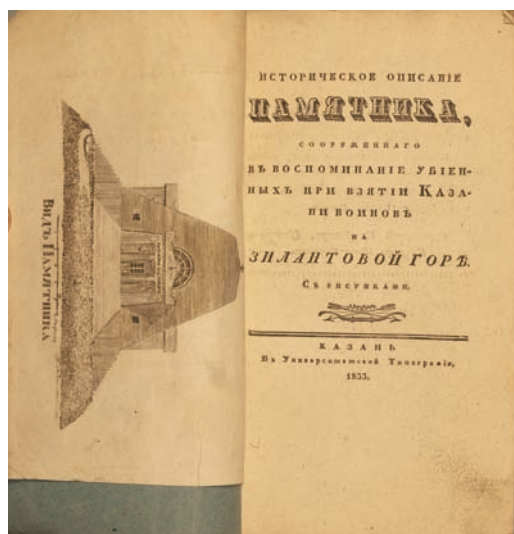 Видъ Памятника
ИСТОРИЧЕСКОЕ ОПИСАНІЕ
ПАМЯТНИКА,
СООРУЖЕННАГО
ВЪ ВОСПОМИНАНІЕ УБІЕН-
НЫХЪ ПРИ ВЗЯТІИ КАЗА-
НИ ВОИНОВЪ
НА
ЗИЛАНТОВОЙ ГОРѢ.
Съ рисунками.
КАЗАНЬ
Въ Университетской Типографіи,
1833.